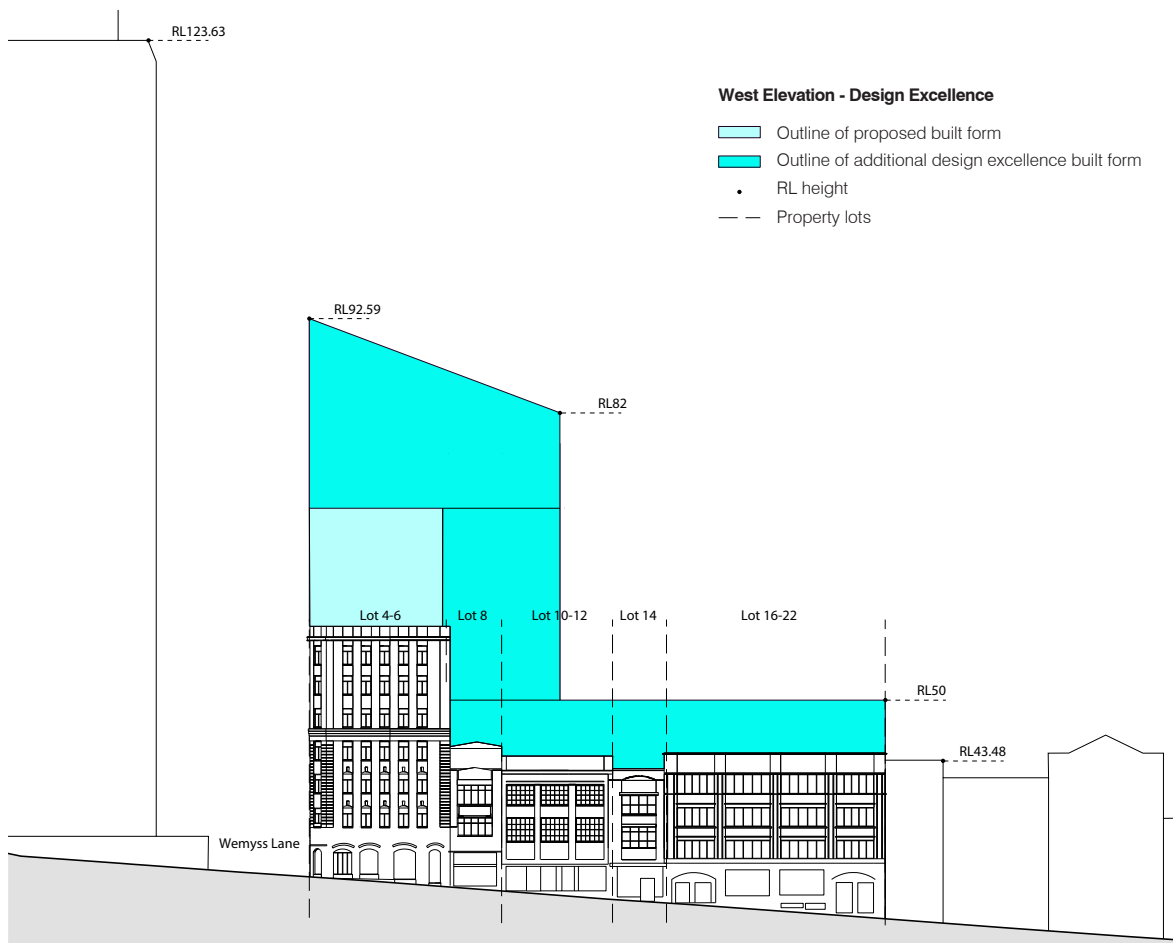 RL123.63
West Elevation - Design Excellence
Outline of proposed built form
Outline of additional design excellence built form
RL height
Property lots
RL92.59
RL82
Lot 4-6
Lot 8
Lot 10-12
Lot 14
Lot 16-22
RL50
RL43.48
Wemyss Lane